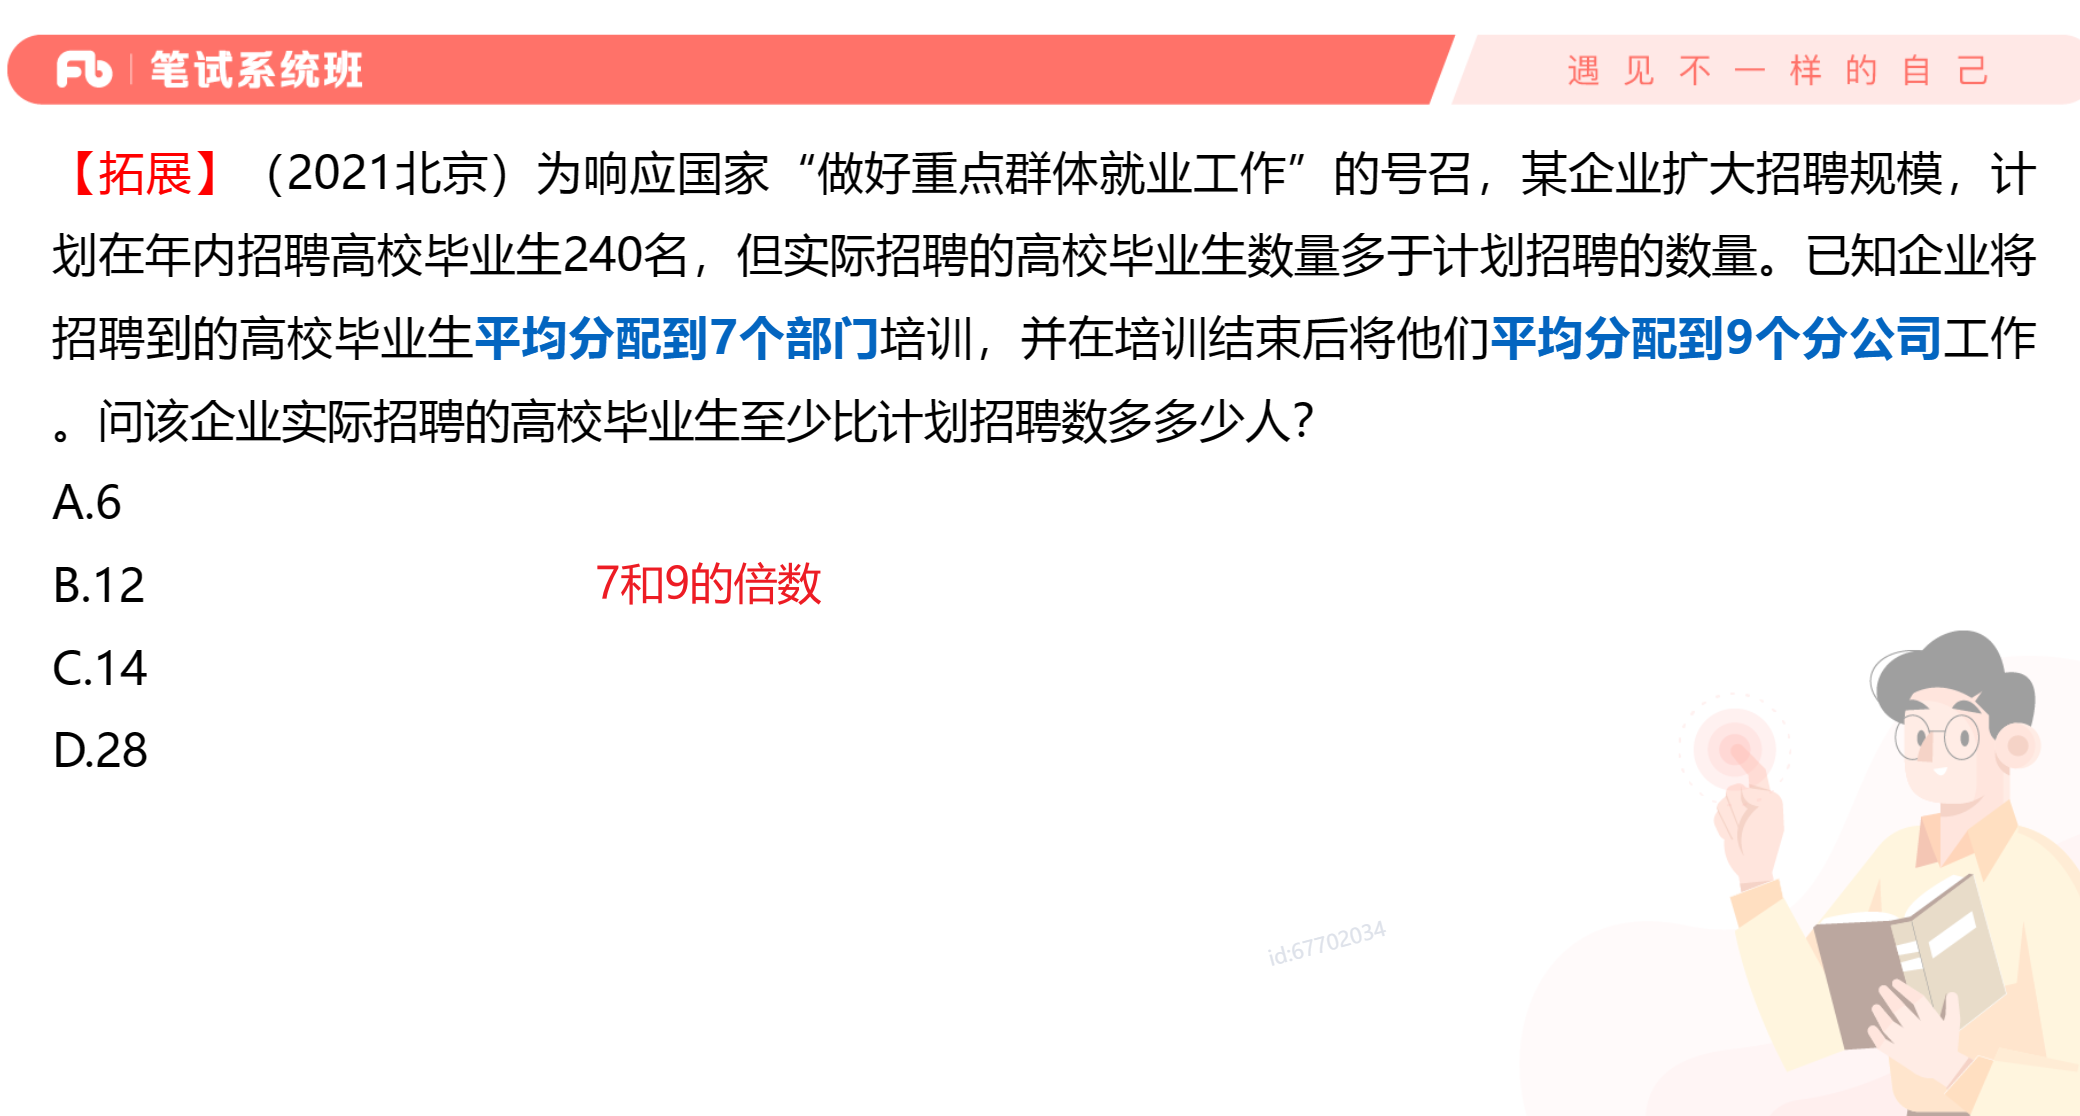 Fb 笔试系统班
遇见不一样的自己
【拓展】（2021北京）为响应国家“做好重点群体就业工作”的号召，某企业扩大招聘规模，计
划在年内招聘高校毕业生240名，但实际招聘的高校毕业生数量多于计划招聘的数量。已知企业将
招聘到的高校毕业生平均分配到7个部门培训，并在培训结束后将他们平均分配到9个分公司工作
。问该企业实际招聘的高校毕业生至少比计划招聘数多多少人？
A.6
B.12
7和9的倍数
C.14
D.28
id:67702034